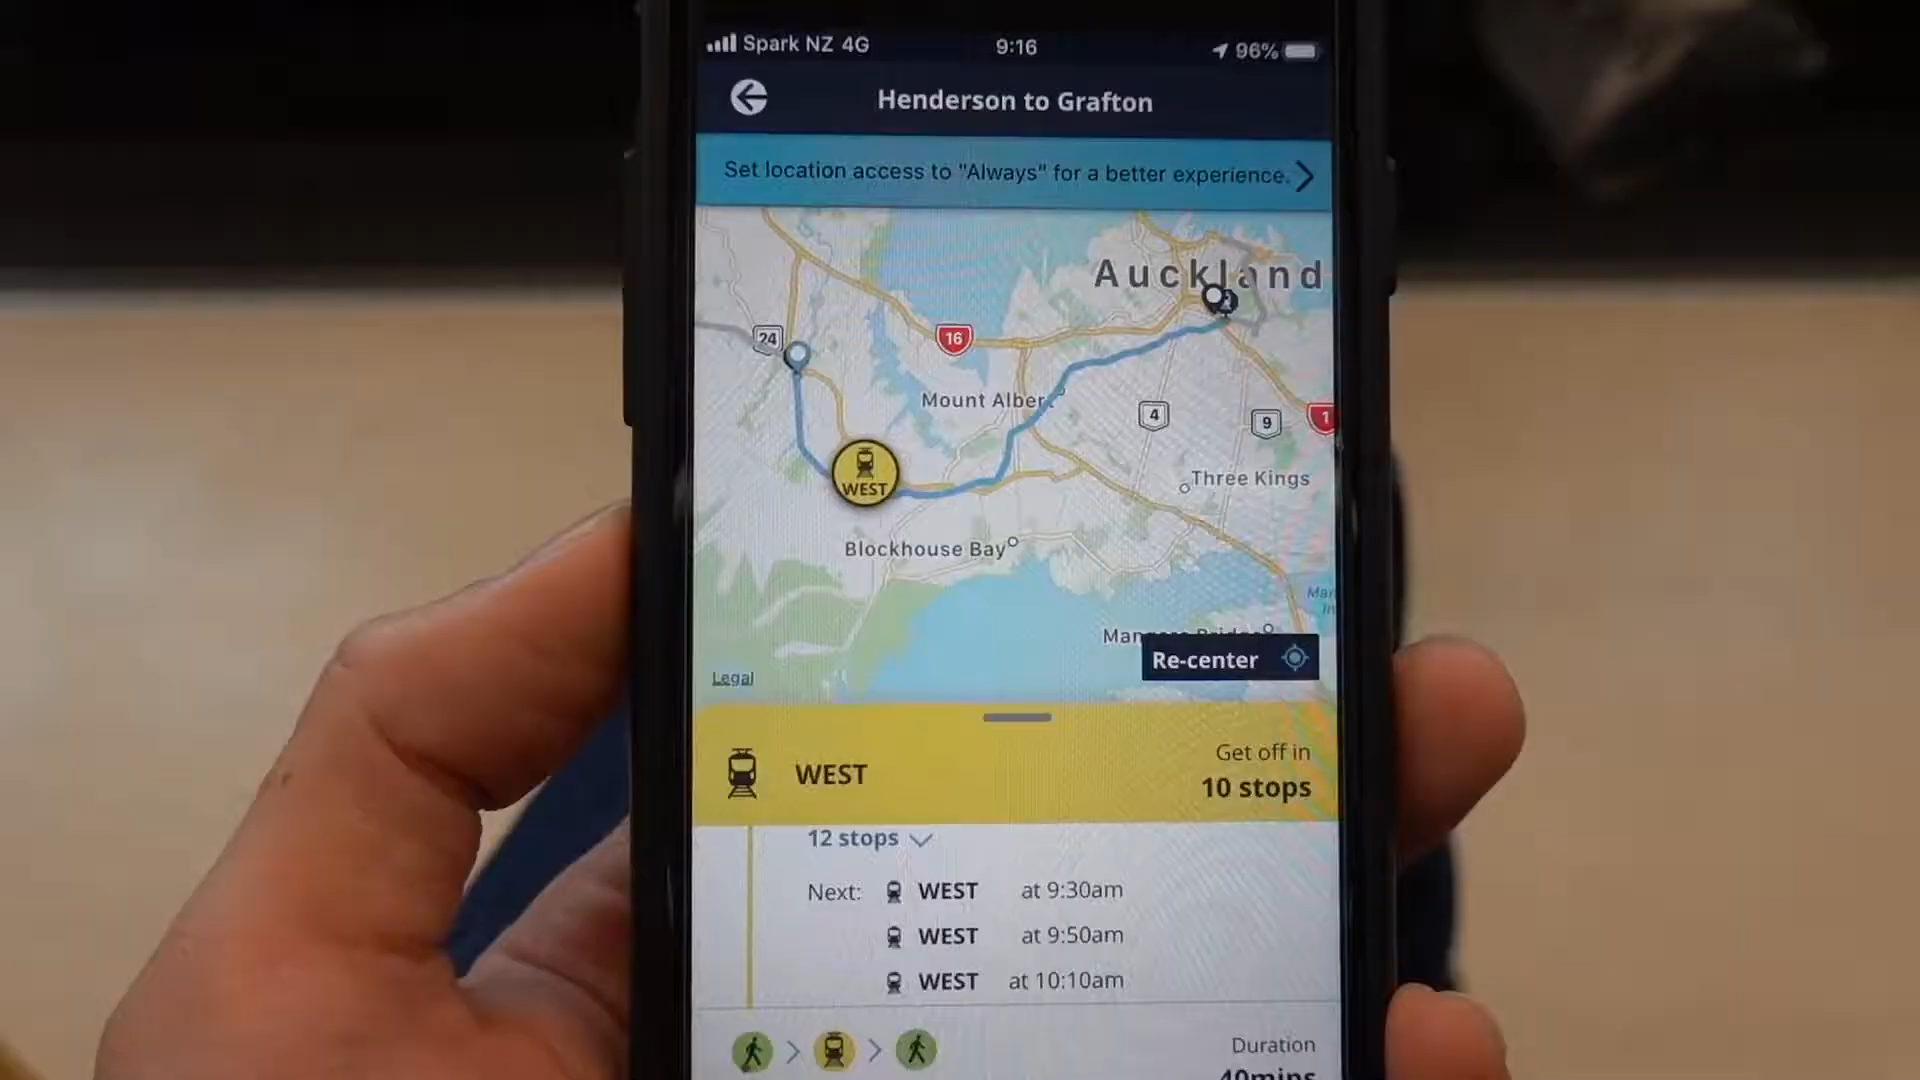 Spark NZ 4G 9:16 96%
Henderson to Grafton
Set location access to "Always" for a better experience.
Auckland
24
16
Mount Albert
4
9
1
Three Kings
WEST
Blockhouse Bay
Re-center
Legal
WEST
Get off in
10 stops
12 stops
Next: WEST at 9:30am
WEST at 9:50am
WEST at 10:10am
Duration
40mins